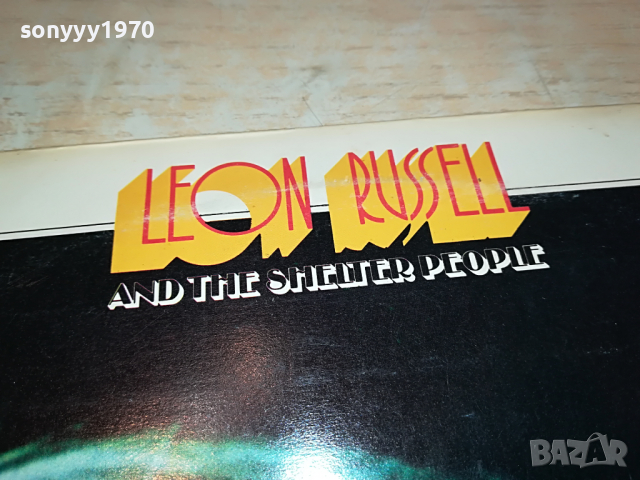 sonyyy1970
LEON RUSSELL
AND THE SHELTER PEOPLE
BAZAR